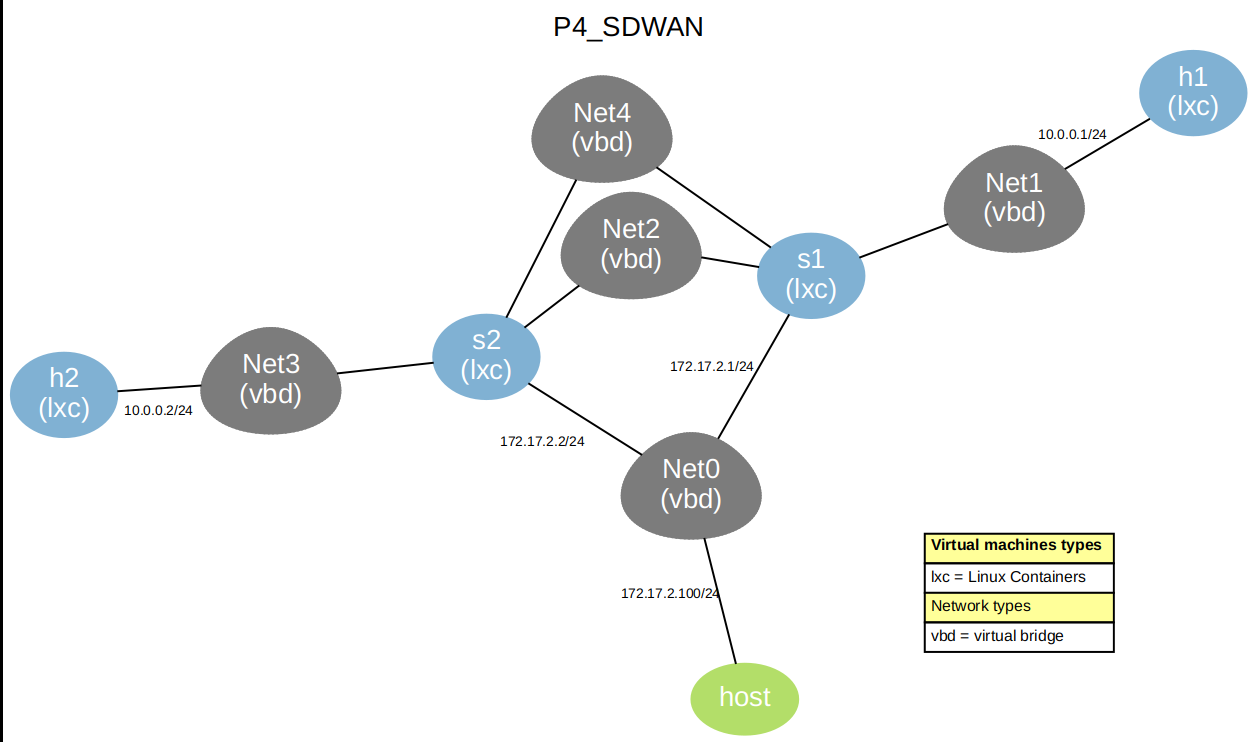 P4_SDWAN
h1
(lxc)
Net4
(vbd)
10.0.0.1/24
Net1
(vbd)
Net2
(vbd)
s1
(lxc)
s2
(lxc)
Net3
(vbd)
h2
(lxc)
172.17.2.1/24
10.0.0.2/24
172.17.2.2/24
Net0
(vbd)
172.17.2.100/24
host
Virtual machines types
lxc = Linux Containers
Network types
vbd = virtual bridge